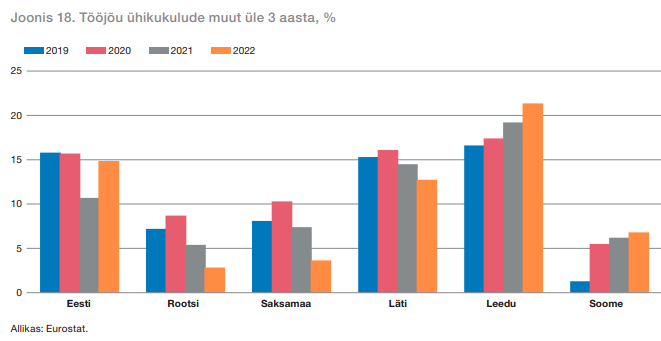 Joonis 18. Tööjõu ühikukulude muut üle 3 aasta, %
2019 2020 2021 2022
25
20
15
10
5
0
Eesti Rootsi Saksamaa Läti Leedu Soome
Allikas: Eurostat.